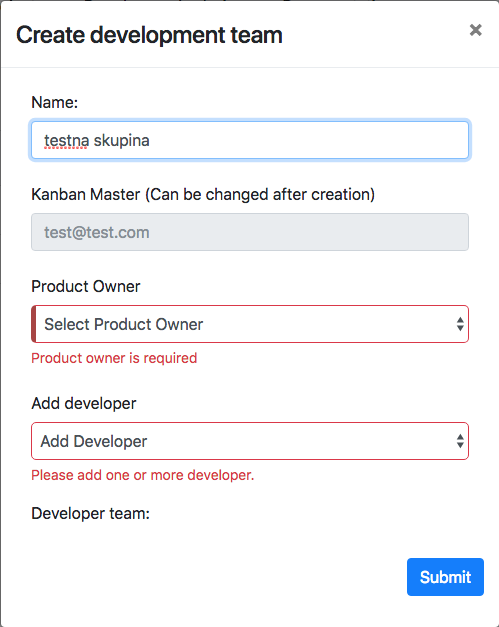 Create development team ×
Name:
testna skupina
Kanban Master (Can be changed after creation)
test@test.com
Product Owner
Select Product Owner
Product owner is required
Add developer
Add Developer
Please add one or more developer.
Developer team:
Submit